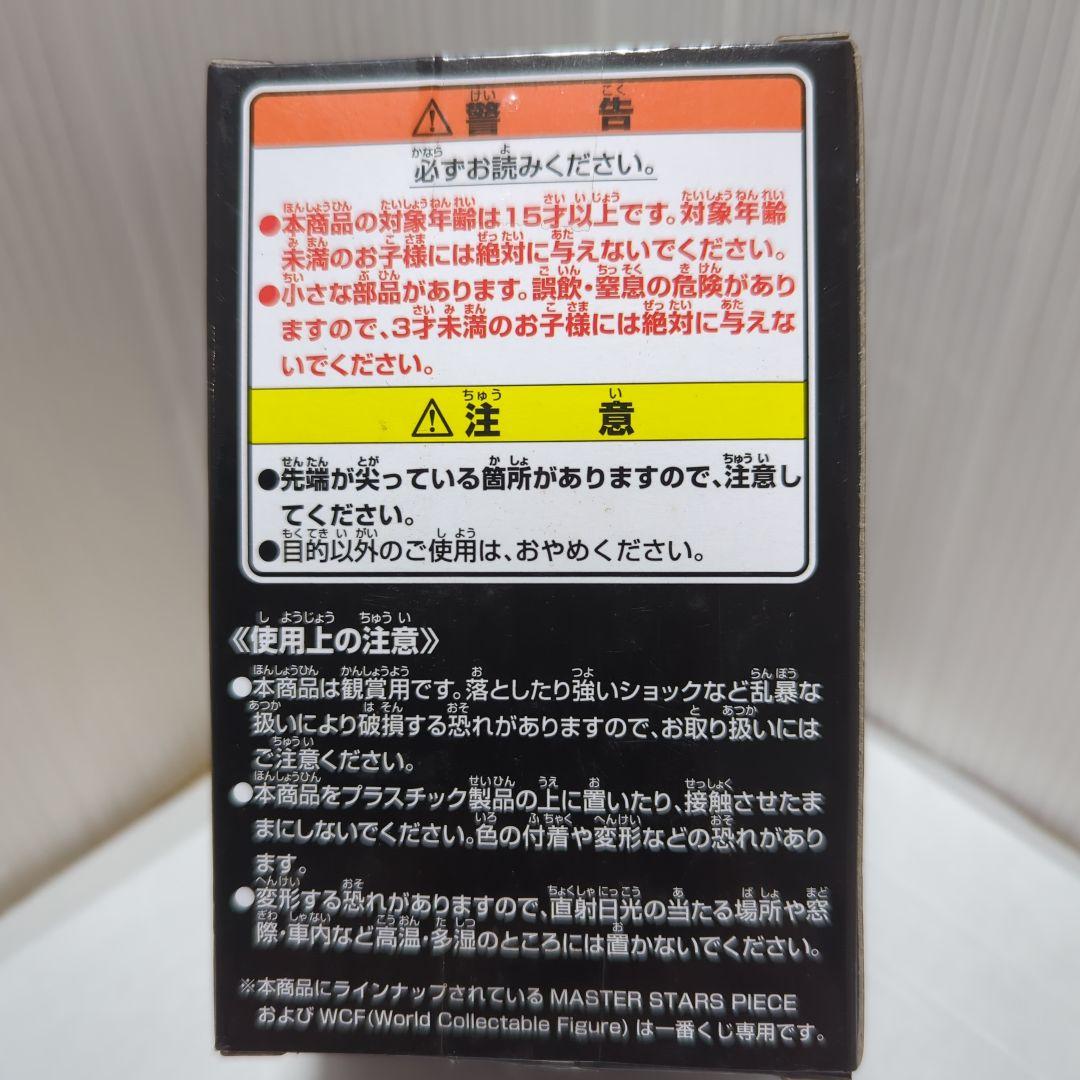 ⚠警告
必ずお読みください。
●本商品の対象年齢は15才以上です。対象年齢
未満のお子様には絶対に与えないでください。
●小さな部品があります。誤飲・窒息の危険があり
ますので、3才未満のお子様には絶対に与えな
いでください。
⚠注意
●先端が尖っている箇所がありますので、注意し
てください。
●目的以外のご使用は、おやめください。
《使用上の注意》
●本商品は観賞用です。落としたり強いショックなど乱暴な
扱いにより破損する恐れがありますので、お取り扱いには
ご注意ください。
●本商品をプラスチック製品の上に置いたり、接触させたま
まにしないでください。色の付着や変形などの恐れがあり
ます。
●変形する恐れがありますので、直射日光の当たる場所や窓
際・車内など高温・多湿のところには置かないでください。
※本商品にラインナップされている MASTER STARS PIECE
および WCF(World Collectable Figure) は一番くじ専用です。